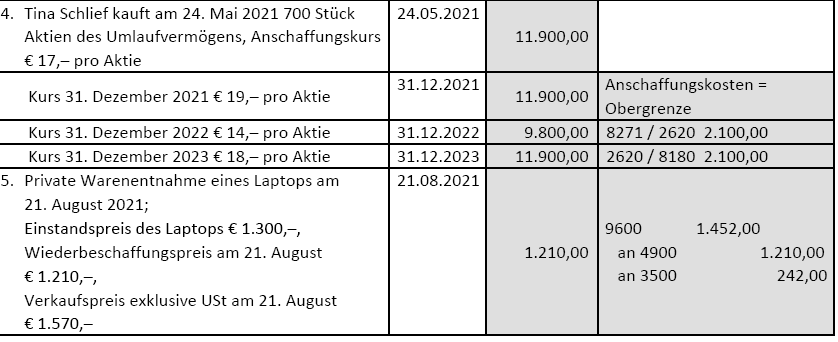 4. Tina Schlief kauft am 24. Mai 2021 700 Stück 24.05.2021
Aktien des Umlaufvermögens, Anschaffungskurs 11.900,00
€ 17,– pro Aktie
Kurs 31. Dezember 2021 € 19,– pro Aktie 31.12.2021 11.900,00 Anschaffungskosten =
Obergrenze
Kurs 31. Dezember 2022 € 14,– pro Aktie 31.12.2022 9.800,00 8271 / 2620 2.100,00
Kurs 31. Dezember 2023 € 18,– pro Aktie 31.12.2023 11.900,00 2620 / 8180 2.100,00
5. Private Warenentnahme eines Laptops am 21.08.2021
21. August 2021;
Einstandspreis des Laptops € 1.300,–, 9600 1.452,00
Wiederbeschaffungspreis am 21. August 1.210,00 an 4900 1.210,00
€ 1.210,–, an 3500 242,00
Verkaufspreis exklusive USt am 21. August
€ 1.570,–